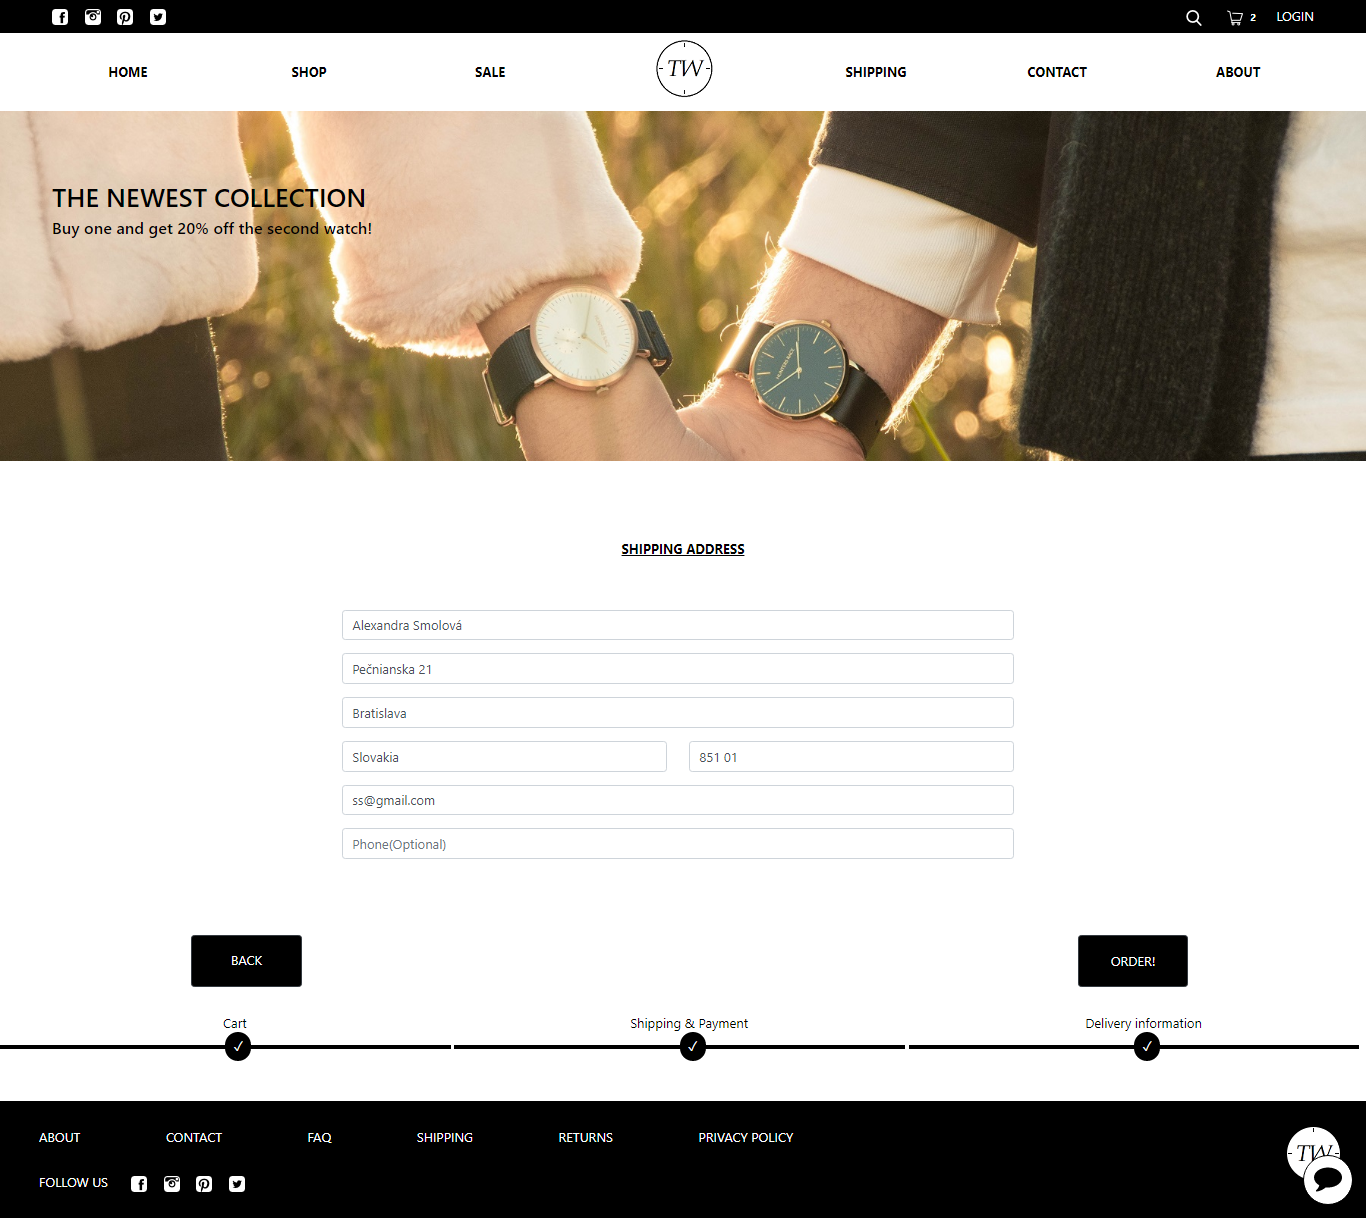 2 LOGIN
HOME SHOP SALE TW SHIPPING CONTACT ABOUT
THE NEWEST COLLECTION
Buy one and get 20% off the second watch!
SHIPPING ADDRESS
Alexandra Smolová
Pečnianska 21
Bratislava
Slovakia 851 01
ss@gmail.com
Phone(Optional)
BACK ORDER!
Cart Shipping & Payment Delivery information
ABOUT CONTACT FAQ SHIPPING RETURNS PRIVACY POLICY
TW
FOLLOW US